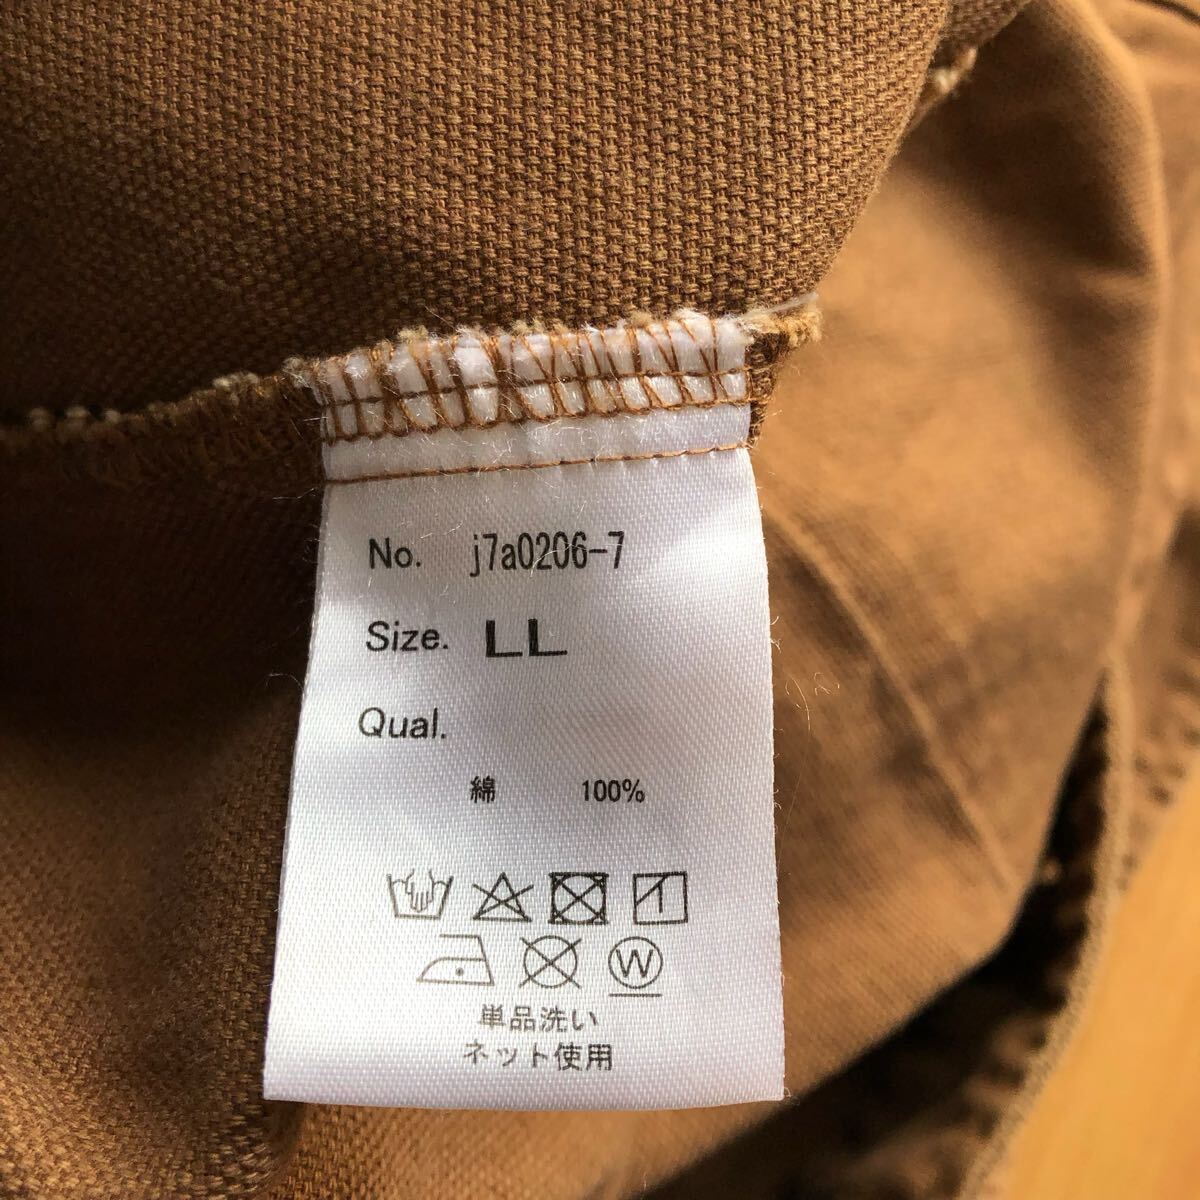 No. j7a0206-7
Size. LL
Qual.
綿 100%
W
単品洗い
ネット使用